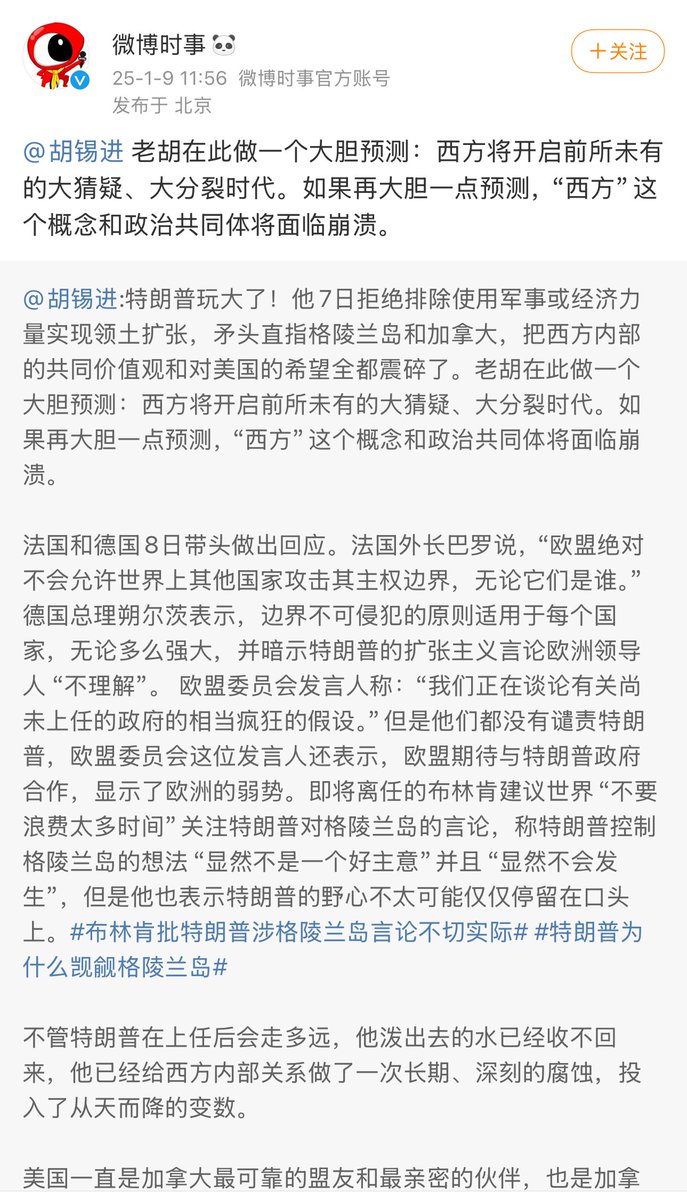 微博时事🐼
25-1-9 11:56 微博时事官方账号
发布于 北京
+关注
@胡锡进 老胡在此做一个大胆预测：西方将开启前所未有
的大猜疑、大分裂时代。如果再大胆一点预测，“西方” 这
个概念和政治共同体将面临崩溃。
@胡锡进:特朗普玩大了！他7日拒绝排除使用军事或经济力
量实现领土扩张，矛头直指格陵兰岛和加拿大，把西方内部
的共同价值观和对美国的希望全都震碎了。老胡在此做一个
大胆预测：西方将开启前所未有的大猜疑、大分裂时代。如
果再大胆一点预测，“西方” 这个概念和政治共同体将面临崩
溃。
法国和德国8日带头做出回应。法国外长巴罗说，“欧盟绝对
不会允许世界上其他国家攻击其主权边界，无论它们是谁。”
德国总理朔尔茨表示，边界不可侵犯的原则适用于每个国
家，无论多么强大，并暗示特朗普的扩张主义言论欧洲领导
人 “不理解”。 欧盟委员会发言人称：“我们正在谈论有关尚
未上任的政府的相当疯狂的假设。” 但是他们都没有谴责特朗
普，欧盟委员会这位发言人还表示，欧盟期待与特朗普政府
合作，显示了欧洲的弱势。即将离任的布林肯建议世界 “不要
浪费太多时间” 关注特朗普对格陵兰岛的言论，称特朗普控制
格陵兰岛的想法 “显然不是一个好主意” 并且 “显然不会发
生”，但是他也表示特朗普的野心不太可能仅仅停留在口头
上。#布林肯批特朗普涉格陵兰岛言论不切实际# #特朗普为
什么觊觎格陵兰岛#
不管特朗普在上任后会走多远，他泼出去的水已经收不回
来，他已经给西方内部关系做了一次长期、深刻的腐蚀，投
入了从天而降的变数。
美国一直是加拿大最可靠的盟友和最亲密的伙伴，也是加拿